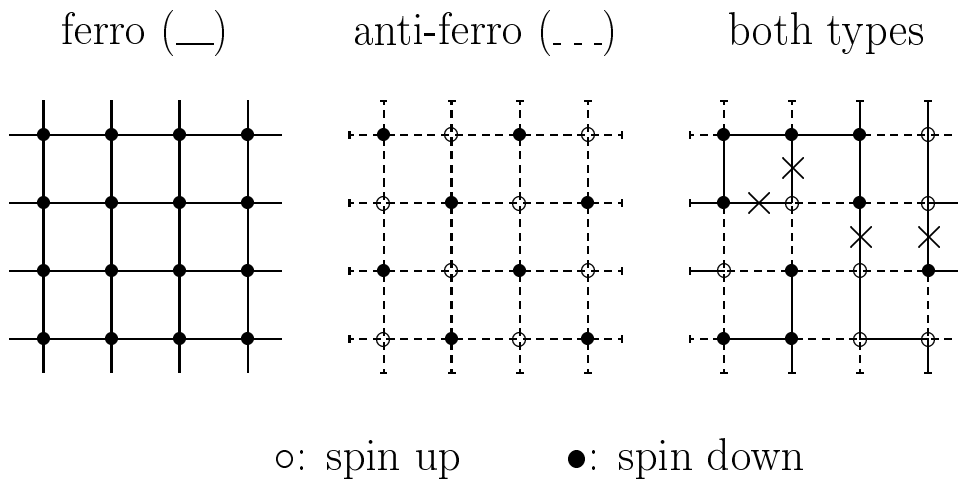 ferro (__) anti-ferro (_ _ _) both types
○: spin up ●: spin down